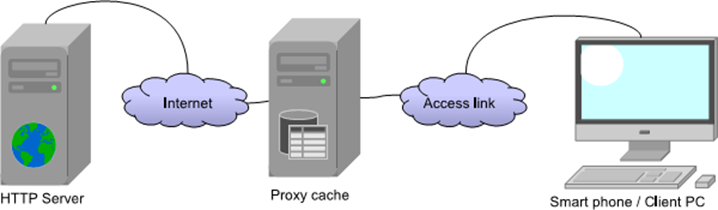 Internet
Access link
HTTP Server
Proxy cache
Smart phone / Client PC